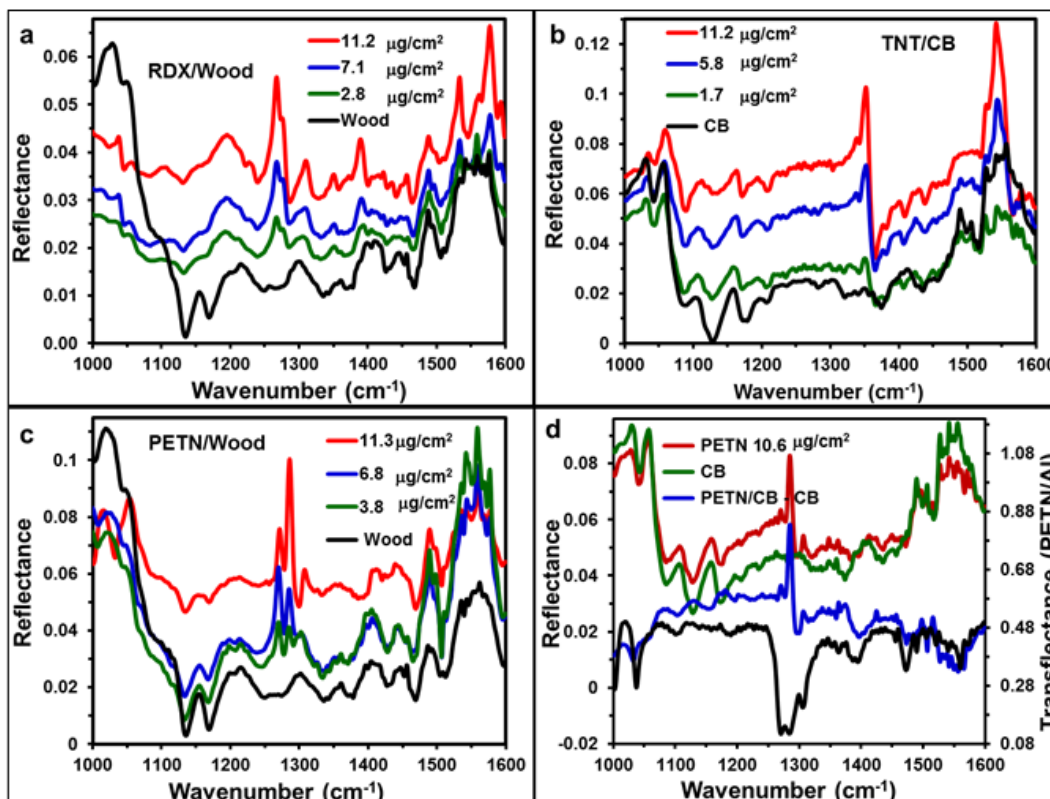 a
RDX/Wood
11.2 µg/cm²
7.1 µg/cm²
2.8 µg/cm²
Wood
0.06
0.05
0.04
0.03
0.02
0.01
0.00
Reflectance
1000 1100 1200 1300 1400 1500 1600
Wavenumber (cm⁻¹)
b
TNT/CB
11.2 µg/cm²
5.8 µg/cm²
1.7 µg/cm²
CB
0.12
0.1
0.08
0.06
0.04
0.02
0
Reflectance
1000 1100 1200 1300 1400 1500 1600
Wavenumber (cm⁻¹)
c
PETN/Wood
11.3 µg/cm²
6.8 µg/cm²
3.8 µg/cm²
Wood
0.1
0.08
0.06
0.04
0.02
0
Reflectance
1000 1100 1200 1300 1400 1500 1600
Wavenumber (cm⁻¹)
d
PETN 10.6 µg/cm²
CB
PETN/CB - CB
0.08
0.06
0.04
0.02
0
-0.02
Reflectance
1.08
0.88
0.68
0.48
0.28
0.08
Transflectance (PETN/Al)
1000 1100 1200 1300 1400 1500 1600
Wavenumber (cm⁻¹)